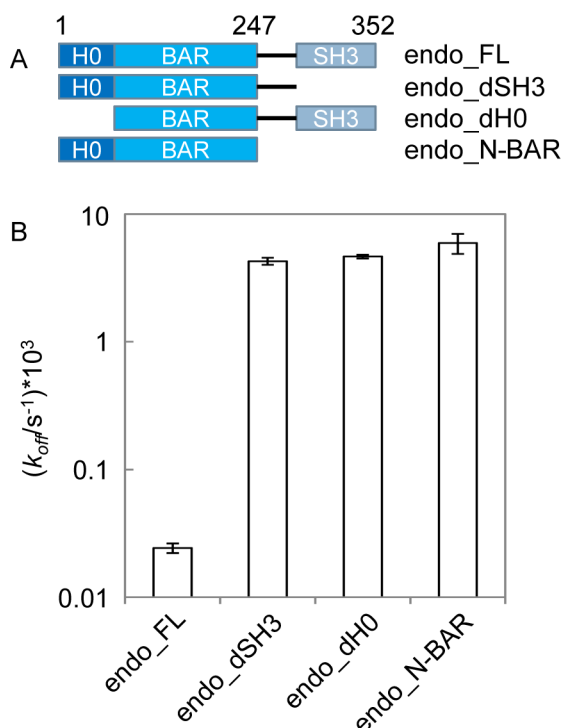 1 247 352
A
H0 BAR SH3 endo_FL
H0 BAR endo_dSH3
BAR SH3 endo_dH0
H0 BAR endo_N-BAR
B
(k_off/s⁻¹)*10³
10
1
0.1
0.01
endo_FL
endo_dSH3
endo_dH0
endo_N-BAR